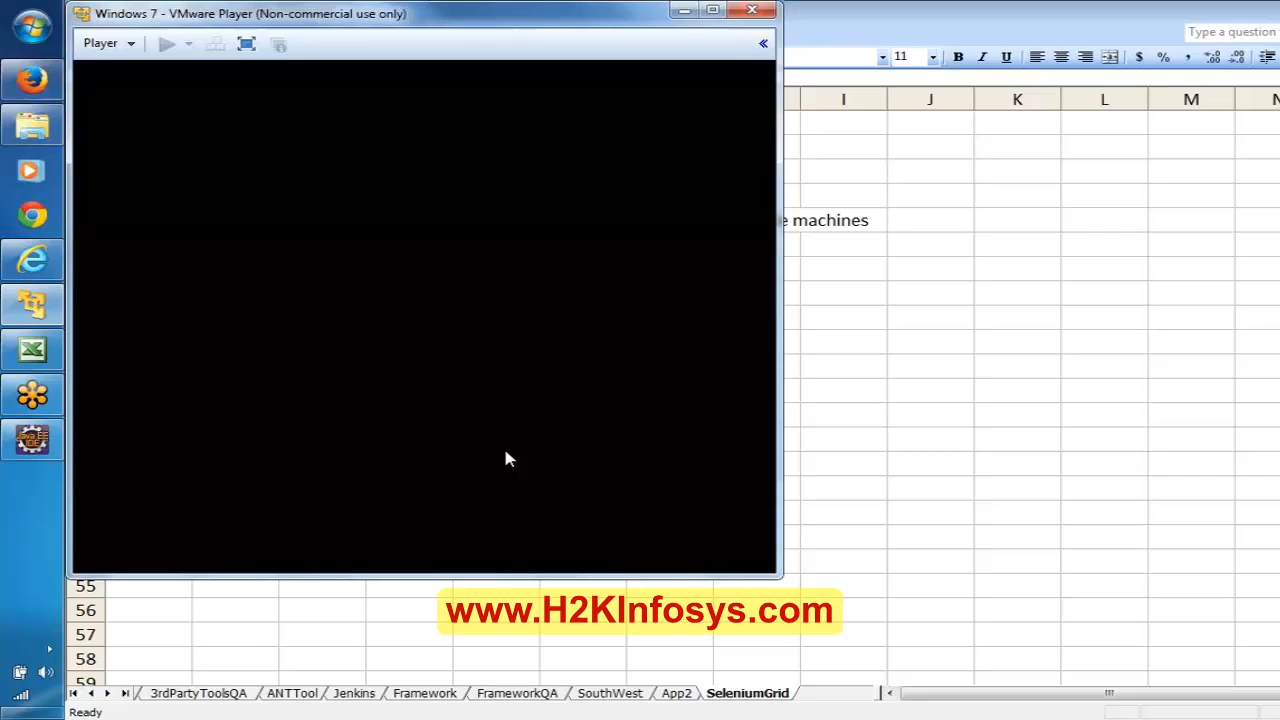 Windows 7 - VMware Player (Non-commercial use only)
Player
Type a question
11 B I U $ % ,
I J K L M
machines
55
56
57
58
www.H2KInfosys.com
3rdPartyToolsQA ANTTool Jenkins Framework FrameworkQA SouthWest App2 SeleniumGrid
Ready